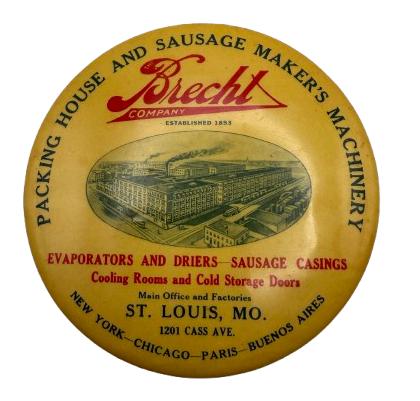 PACKING HOUSE AND SAUSAGE MAKER'S MACHINERY
Brecht
COMPANY
ESTABLISHED 1853
EVAPORATORS AND DRIERS—SAUSAGE CASINGS
Cooling Rooms and Cold Storage Doors
Main Office and Factories
ST. LOUIS, MO.
1201 CASS AVE.
NEW YORK—CHICAGO—PARIS—BUENOS AIRES